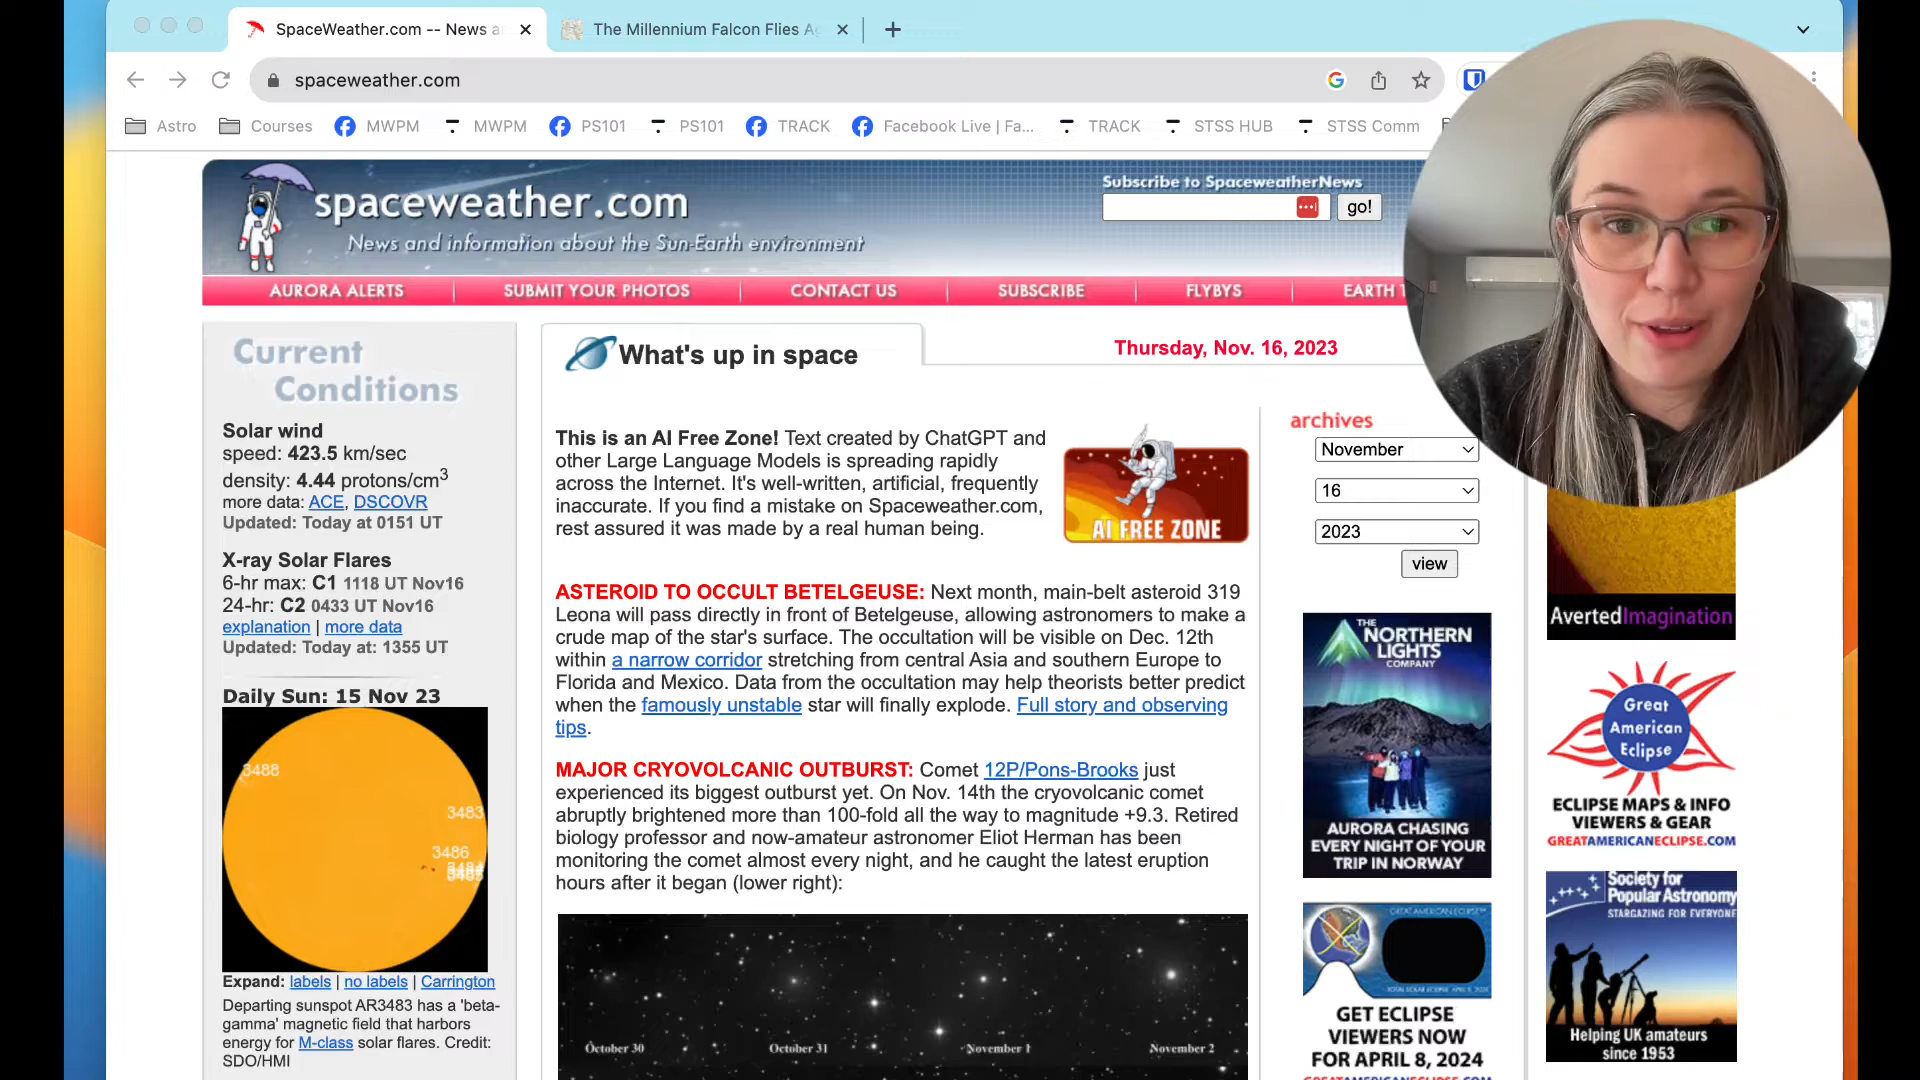 SpaceWeather.com -- News a
The Millennium Falcon Flies Ag
spaceweather.com
Astro
Courses
MWPM
MWPM
PS101
PS101
TRACK
Facebook Live | Fa...
TRACK
STSS HUB
STSS Comm
spaceweather.com
News and information about the Sun-Earth environment
Subscribe to SpaceweatherNews
go!
AURORA ALERTS
SUBMIT YOUR PHOTOS
CONTACT US
SUBSCRIBE
FLYBYS
EARTH T
Current
Conditions
Solar wind
speed: 423.5 km/sec
density: 4.44 protons/cm3
more data: ACE, DSCOVR
Updated: Today at 0151 UT
X-ray Solar Flares
6-hr max: C1 1118 UT Nov16
24-hr: C2 0433 UT Nov16
explanation | more data
Updated: Today at: 1355 UT
Daily Sun: 15 Nov 23
3488
3483
3486
Expand: labels | no labels | Carrington
Departing sunspot AR3483 has a 'beta-
gamma' magnetic field that harbors
energy for M-class solar flares. Credit:
SDO/HMI
What's up in space
Thursday, Nov. 16, 2023
This is an AI Free Zone! Text created by ChatGPT and
other Large Language Models is spreading rapidly
across the Internet. It's well-written, artificial, frequently
inaccurate. If you find a mistake on Spaceweather.com,
rest assured it was made by a real human being.
AI FREE ZONE
ASTEROID TO OCCULT BETELGEUSE: Next month, main-belt asteroid 319
Leona will pass directly in front of Betelgeuse, allowing astronomers to make a
crude map of the star's surface. The occultation will be visible on Dec. 12th
within a narrow corridor stretching from central Asia and southern Europe to
Florida and Mexico. Data from the occultation may help theorists better predict
when the famously unstable star will finally explode. Full story and observing
tips.
MAJOR CRYOVOLCANIC OUTBURST: Comet 12P/Pons-Brooks just
experienced its biggest outburst yet. On Nov. 14th the cryovolcanic comet
abruptly brightened more than 100-fold all the way to magnitude +9.3. Retired
biology professor and now-amateur astronomer Eliot Herman has been
monitoring the comet almost every night, and he caught the latest eruption
hours after it began (lower right):
October 30
October 31
November 1
November 2
archives
November
16
2023
view
THE
NORTHERN
LIGHTS
COMPANY
AURORA CHASING
EVERY NIGHT OF YOUR
TRIP IN NORWAY
GREAT AMERICAN ECLIPSE
GET ECLIPSE
VIEWERS NOW
FOR APRIL 8, 2024
GREATAMERICANECLIPSE.COM
AvertedImagination
Great
American
Eclipse
ECLIPSE MAPS & INFO
VIEWERS & GEAR
GREATAMERICANECLIPSE.COM
Society for
Popular Astronomy
STARGAZING FOR EVERYONE
Helping UK amateurs
since 1953